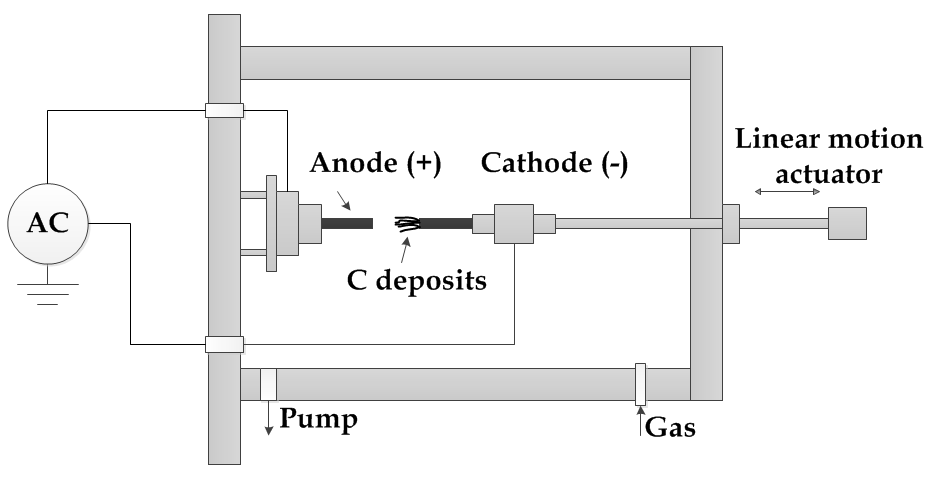 Linear motion
actuator
Anode (+)
Cathode (-)
AC
C deposits
Pump
Gas